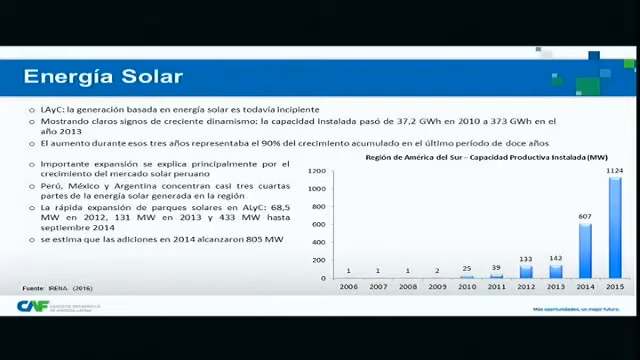 Energía Solar
LAyC: la generación basada en energía solar es todavía incipiente
Mostrando claros signos de creciente dinamismo: la capacidad instalada pasó de 37,2 GWh en 2010 a 373 GWh en el
año 2013
El aumento durante esos tres años representaba el 90% del crecimiento acumulado en el último período de doce años
Importante expansión se explica principalmente por el
crecimiento del mercado solar peruano
Perú, México y Argentina concentran casi tres cuartas
partes de la energía solar generada en la región
La rápida expansión de parques solares en ALyC: 68,5
MW en 2012, 131 MW en 2013 y 433 MW hasta
septiembre 2014
se estima que las adiciones en 2014 alcanzaron 805 MW
Región de América del Sur – Capacidad Productiva Instalada (MW)
1200
1000
800
600
400
200
0
1 1 1 2 25 39 133 142 607 1124
2006 2007 2008 2009 2010 2011 2012 2013 2014 2015
Fuente: IRENA (2016)
CAF BANCO DE DESARROLLO
DE AMÉRICA LATINA
Más oportunidades, un mejor futuro.